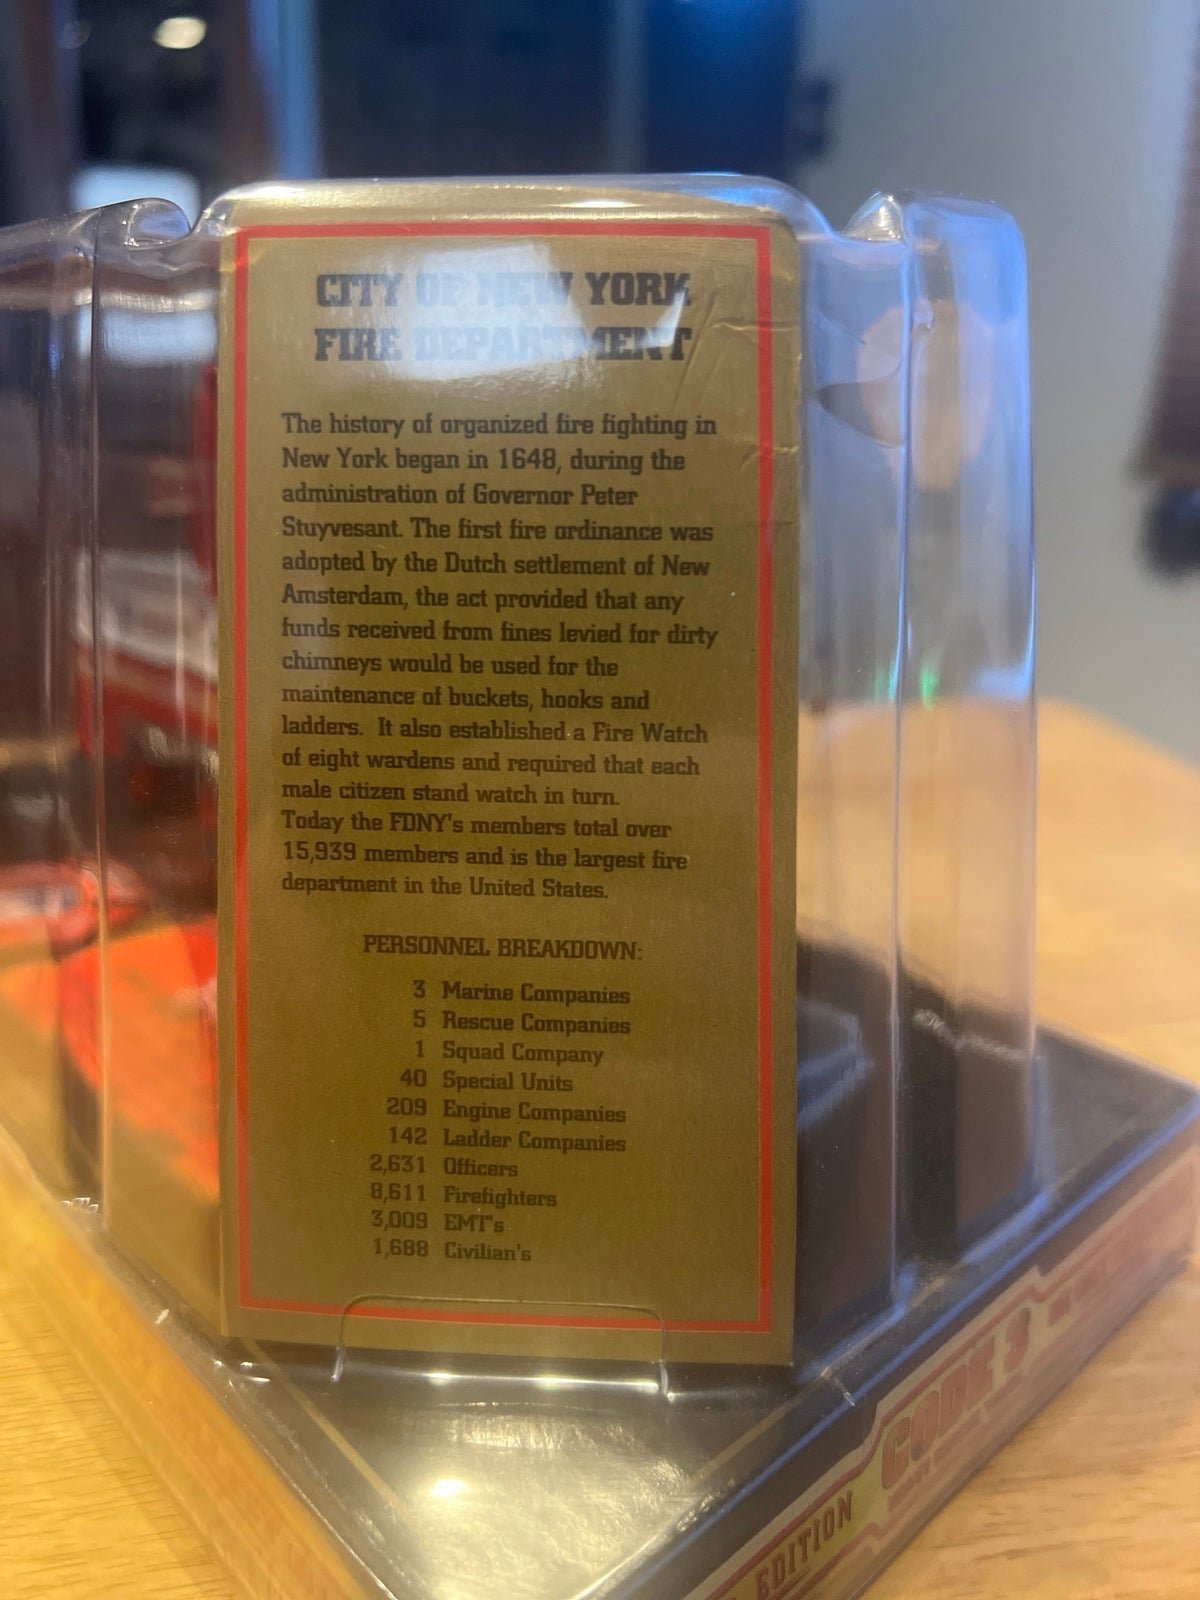 CITY OF NEW YORK
FIRE DEPARTMENT
The history of organized fire fighting in
New York began in 1648, during the
administration of Governor Peter
Stuyvesant. The first fire ordinance was
adopted by the Dutch settlement of New
Amsterdam, the act provided that any
funds received from fines levied for dirty
chimneys would be used for the
maintenance of buckets, hooks and
ladders. It also established a Fire Watch
of eight wardens and required that each
male citizen stand watch in turn.
Today the FDNY's members total over
15,939 members and is the largest fire
department in the United States.
PERSONNEL BREAKDOWN:
3 Marine Companies
5 Rescue Companies
1 Squad Company
40 Special Units
209 Engine Companies
142 Ladder Companies
2,631 Officers
8,611 Firefighters
3,009 EMT's
1,688 Civilian's
CODE 3
EDITION